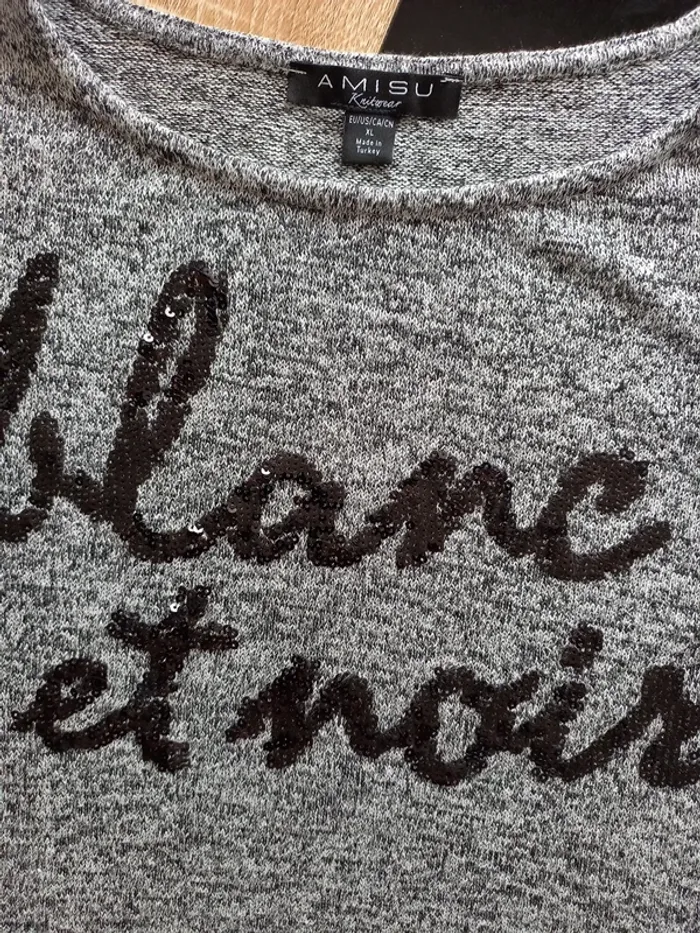 AMISU
Knitwear
EU/US/CA/CN
XL
Made in
Turkey
blanc
et noir